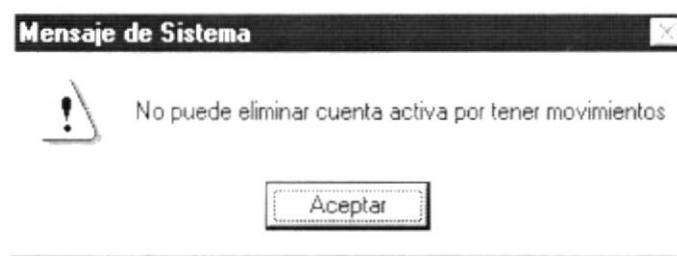 Mensaje de Sistema
No puede eliminar cuenta activa por tener movimientos
Aceptar